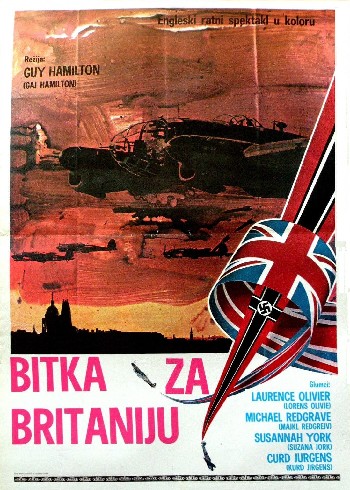 Engleski ratni spektakl u koloru
Režija:
GUY HAMILTON
(GAJ HAMILTON)
BITKA ZA
BRITANIJU
Glumci:
LAURENCE OLIVIER
(LORENS OLIVIE)
MICHAEL REDGRAVE
(MAJKL REDGREJV)
SUSANNAH YORK
(SUZANA JORK)
CURD JURGENS
(KURD JIRGENS)